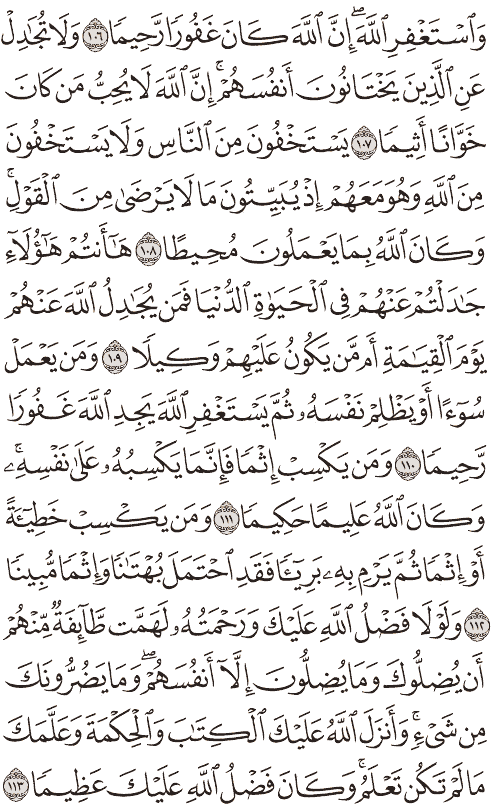 وَٱسۡتَغۡفِرِ ٱللَّهَۖ إِنَّ ٱللَّهَ كَانَ غَفُورٗا رَّحِيمٗا ١٠٦ وَلَا تُجَٰدِلۡ
عَنِ ٱلَّذِينَ يَخۡتَانُونَ أَنفُسَهُمۡۚ إِنَّ ٱللَّهَ لَا يُحِبُّ مَن كَانَ
خَوَّانًا أَثِيمٗا ١٠٧ يَسۡتَخۡفُونَ مِنَ ٱلنَّاسِ وَلَا يَسۡتَخۡفُونَ
مِنَ ٱللَّهِ وَهُوَ مَعَهُمۡ إِذۡ يُبَيِّتُونَ مَا لَا يَرۡضَىٰ مِنَ ٱلۡقَوۡلِۚ
وَكَانَ ٱللَّهُ بِمَا يَعۡمَلُونَ مُحِيطًا ١٠٨ هَٰٓأَنتُمۡ هَٰٓؤُلَآءِ
جَٰدَلۡتُمۡ عَنۡهُمۡ فِي ٱلۡحَيَوٰةِ ٱلدُّنۡيَا فَمَن يُجَٰدِلُ ٱللَّهَ عَنۡهُمۡ
يَوۡمَ ٱلۡقِيَٰمَةِ أَم مَّن يَكُونُ عَلَيۡهِمۡ وَكِيلٗا ١٠٩ وَمَن يَعۡمَلۡ
سُوٓءًا أَوۡ يَظۡلِمۡ نَفۡسَهُۥ ثُمَّ يَسۡتَغۡفِرِ ٱللَّهَ يَجِدِ ٱللَّهَ غَفُورٗا
رَّحِيمٗا ١١٠ وَمَن يَكۡسِبۡ إِثۡمٗا فَإِنَّمَا يَكۡسِبُهُۥ عَلَىٰ نَفۡسِهِۦۚ
وَكَانَ ٱللَّهُ عَلِيمًا حَكِيمٗا ١١١ وَمَن يَكۡسِبۡ خَطِيٓـَٔةً
أَوۡ إِثۡمٗا ثُمَّ يَرۡمِ بِهِۦ بَرِيٓـٔٗا فَقَدِ ٱحۡتَمَلَ بُهۡتَٰنٗا وَإِثۡمٗا مُّبِينٗا
١١٢ وَلَوۡلَا فَضۡلُ ٱللَّهِ عَلَيۡكَ وَرَحۡمَتُهُۥ لَهَمَّت طَّآئِفَةٞ مِّنۡهُمۡ
أَن يُضِلُّوكَ وَمَا يُضِلُّونَ إِلَّآ أَنفُسَهُمۡۖ وَمَا يَضُرُّونَكَ
مِن شَيۡءٖۚ وَأَنزَلَ ٱللَّهُ عَلَيۡكَ ٱلۡكِتَٰبَ وَٱلۡحِكۡمَةَ وَعَلَّمَكَ
مَا لَمۡ تَكُن تَعۡلَمُۚ وَكَانَ فَضۡلُ ٱللَّهِ عَلَيۡكَ عَظِيمٗا ١١٣